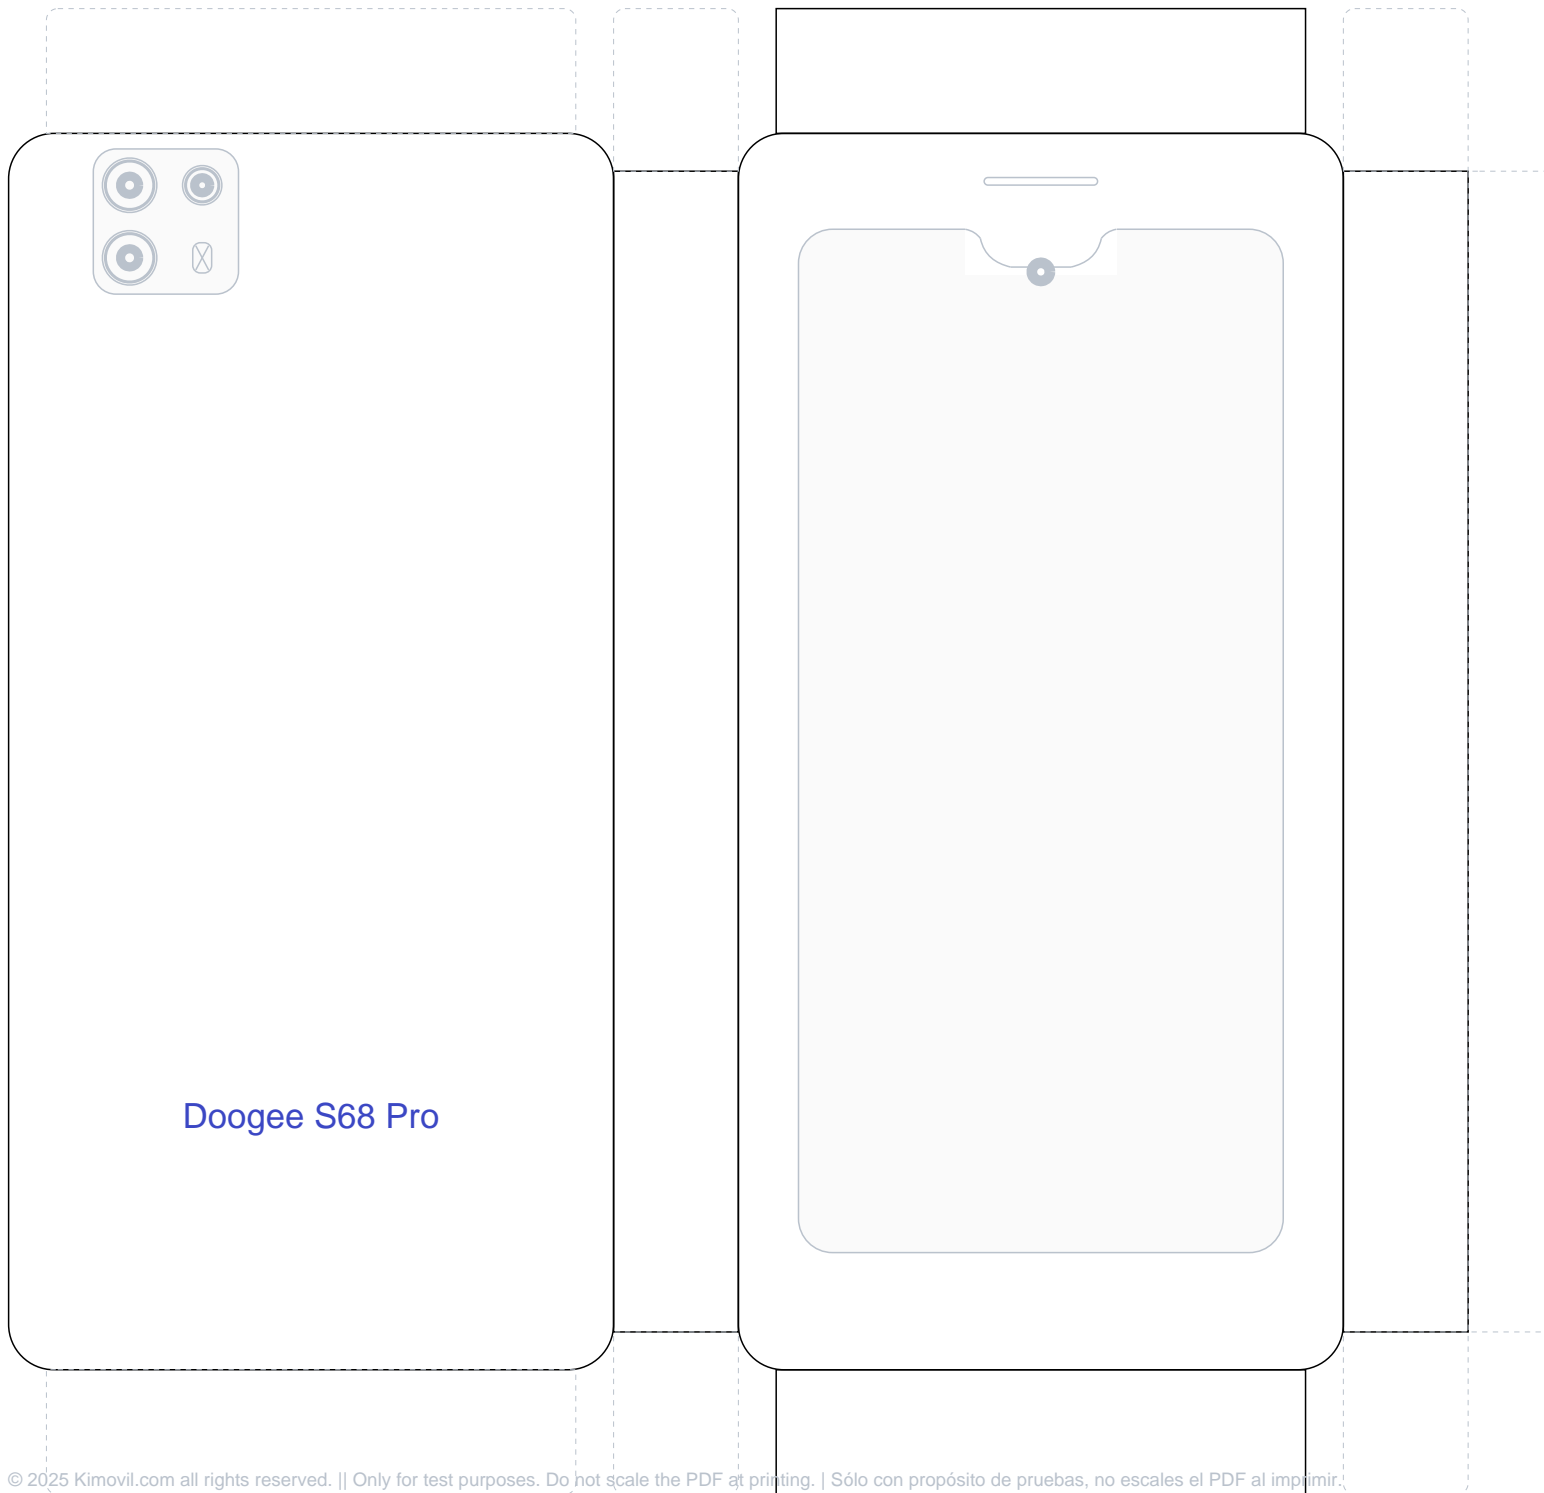 Doogee S68 Pro
© 2025 Kimovil.com all rights reserved. || Only for test purposes. Do not scale the PDF at printing. | Sólo con propósito de pruebas, no escales el PDF al imprimir.